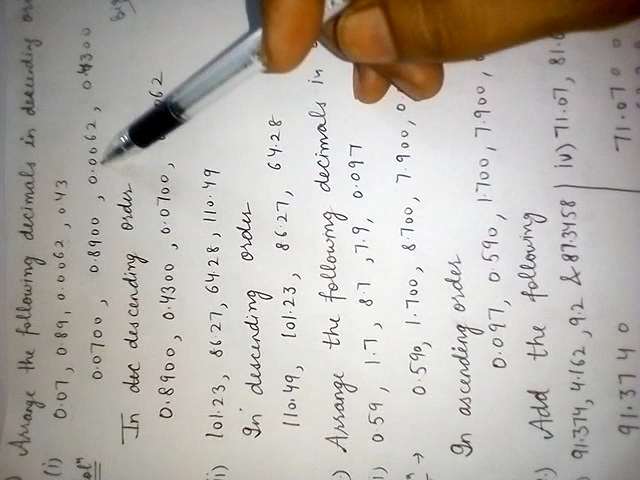 Arrange the following decimals in descending
(i) 0.07, 0.89, 0.0062, 0.43
soln 0.0700, 0.8900, 0.0062, 0.4300
In dec descending order
0.8900, 0.4300, 0.0700,
101.23, 86.27, 64.28, 110.49
In descending order
110.49, 101.23, 86.27, 64.28
Arrange the following decimals in
0.59, 1.7, 8.7, 7.9, 0.097
→ 0.590, 1.700, 8.700, 7.900,
In ascending order
0.097, 0.590, 1.700, 7.900,
Add the following
91.374, 4.162, 9.2 & 87.3458 iv) 71.07,
91.3740 71.0700